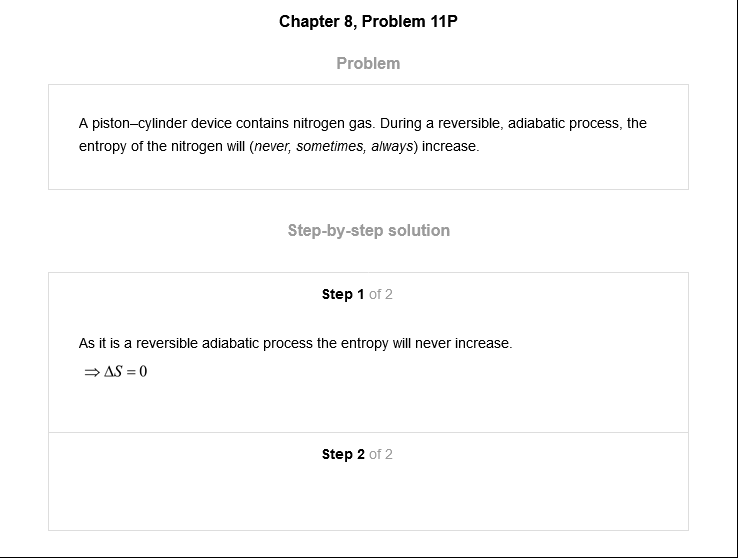 Chapter 8, Problem 11P
Problem
A piston–cylinder device contains nitrogen gas. During a reversible, adiabatic process, the
entropy of the nitrogen will (never, sometimes, always) increase.
Step-by-step solution
Step 1 of 2
As it is a reversible adiabatic process the entropy will never increase.
⇒ ΔS = 0
Step 2 of 2